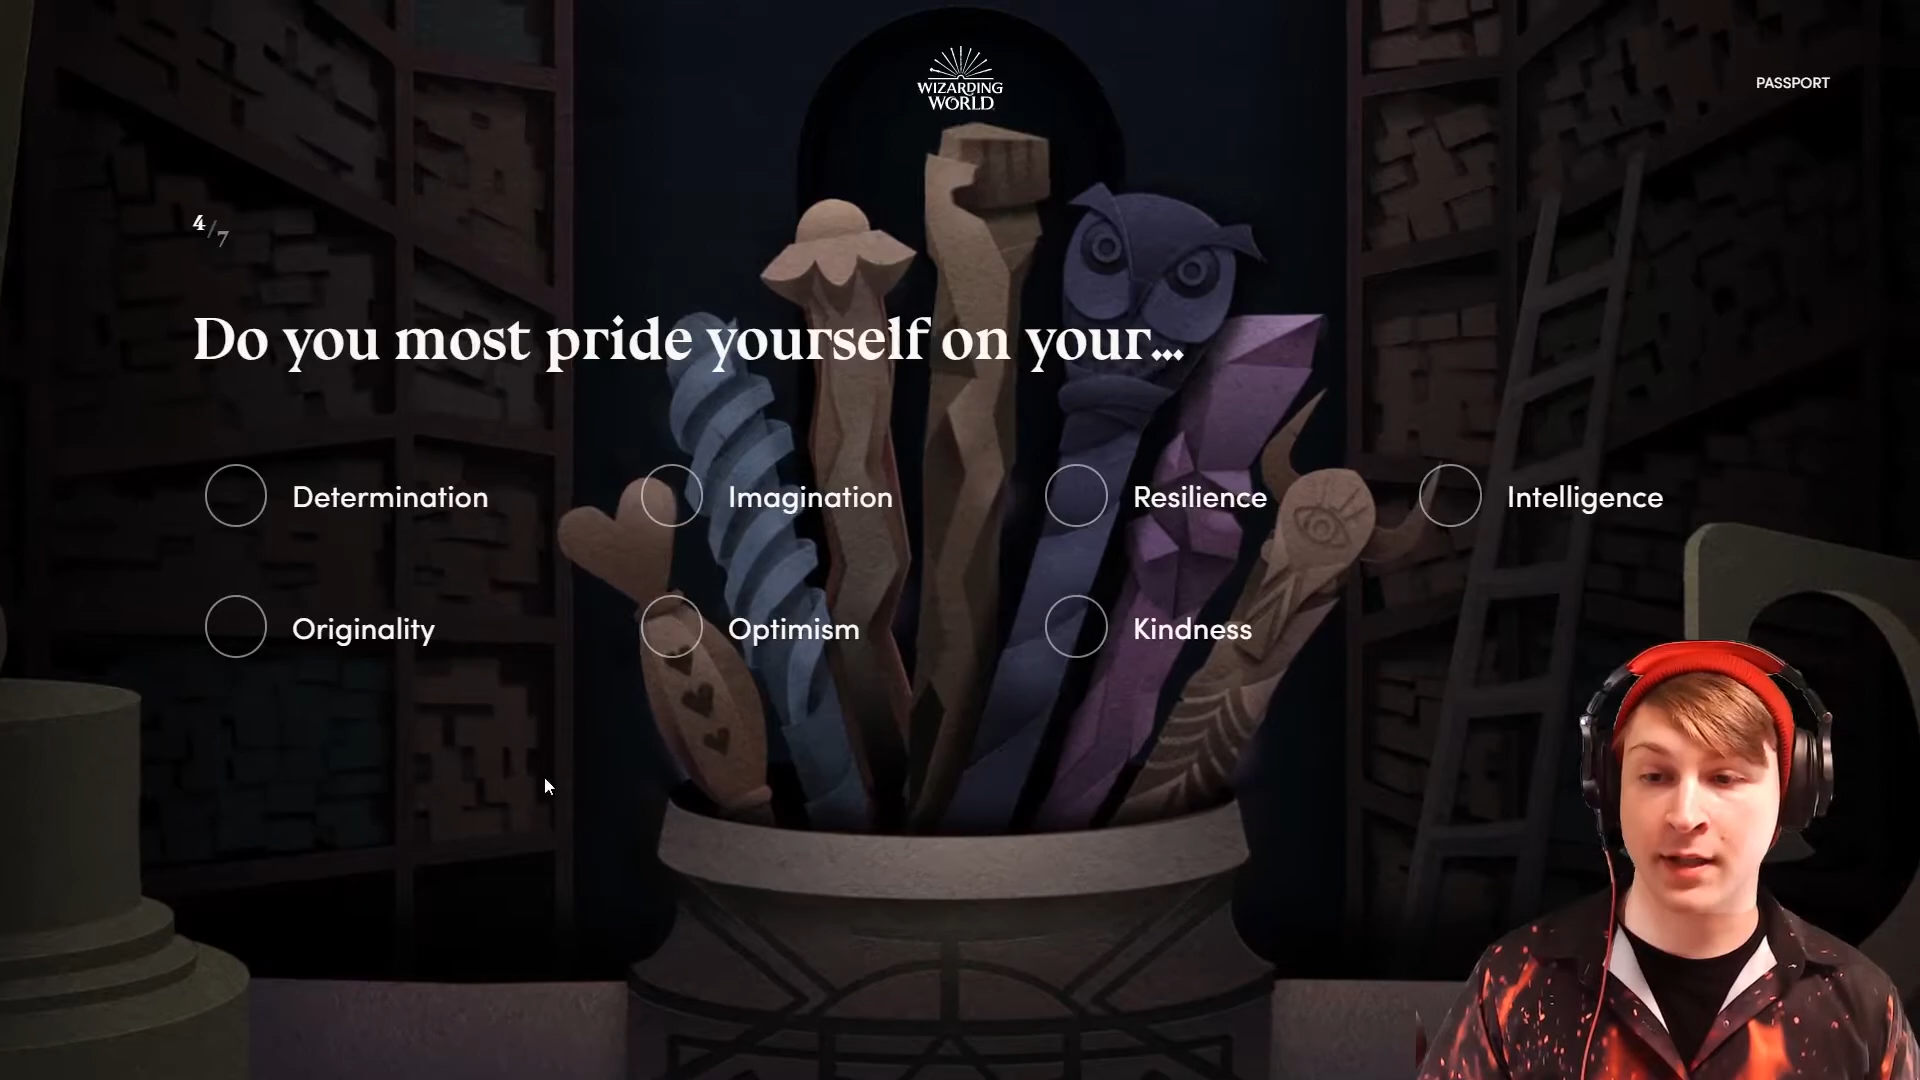 WIZARDING
WORLD
PASSPORT
4/7
Do you most pride yourself on your...
Determination
Imagination
Resilience
Intelligence
Originality
Optimism
Kindness